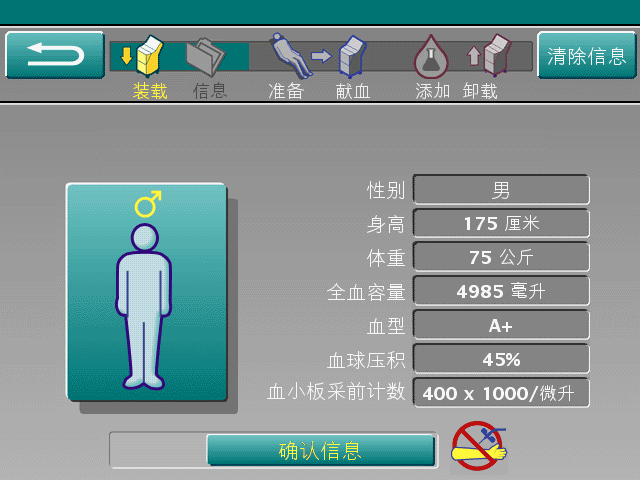 清除信息
装载 信息 准备 献血 添加 卸载
性别 男
身高 175 厘米
体重 75 公斤
全血容量 4985 毫升
血型 A+
血球压积 45%
血小板采前计数 400 x 1000/微升
确认信息